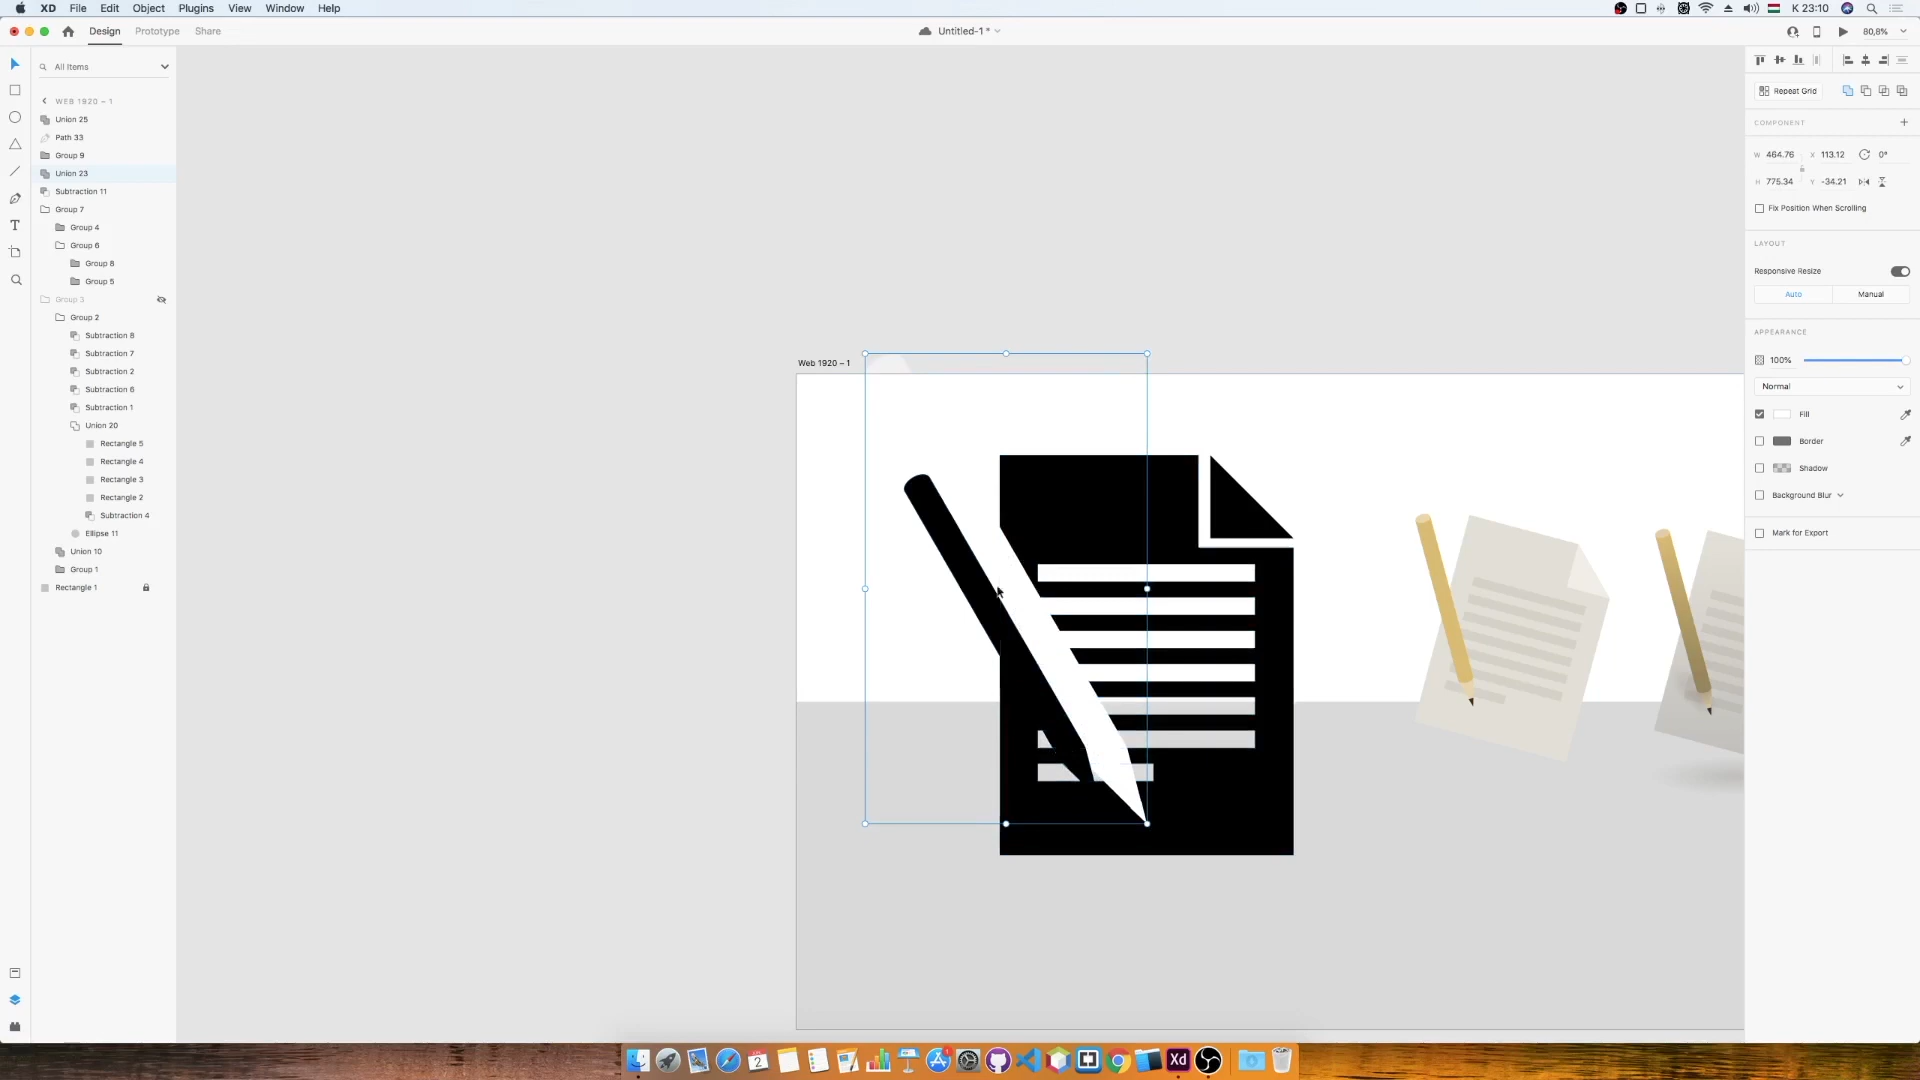 XD File Edit Object Plugins View Window Help
K 23:10
Design Prototype Share
Untitled-1 *
80,8%
All Items
WEB 1920 – 1
Union 25
Path 33
Group 9
Union 23
Subtraction 11
Group 7
Group 4
Group 6
Group 8
Group 5
Group 3
Group 2
Subtraction 8
Subtraction 7
Subtraction 2
Subtraction 6
Subtraction 1
Union 20
Rectangle 5
Rectangle 4
Rectangle 3
Rectangle 2
Subtraction 4
Ellipse 11
Union 10
Group 1
Rectangle 1
Web 1920 – 1
Repeat Grid
COMPONENT
W 464.76 X 113.12 0°
H 775.34 Y -34.21
Fix Position When Scrolling
LAYOUT
Responsive Resize
Auto Manual
APPEARANCE
100%
Normal
Fill
Border
Shadow
Background Blur
Mark for Export
2
Xd